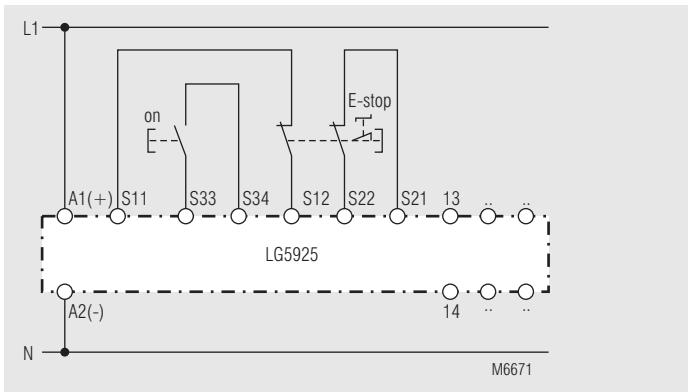 L1
on
E-stop
A1(+) S11 S33 S34 S12 S22 S21 13 .. ..
LG5925
A2(-) 14 .. ..
N
M6671